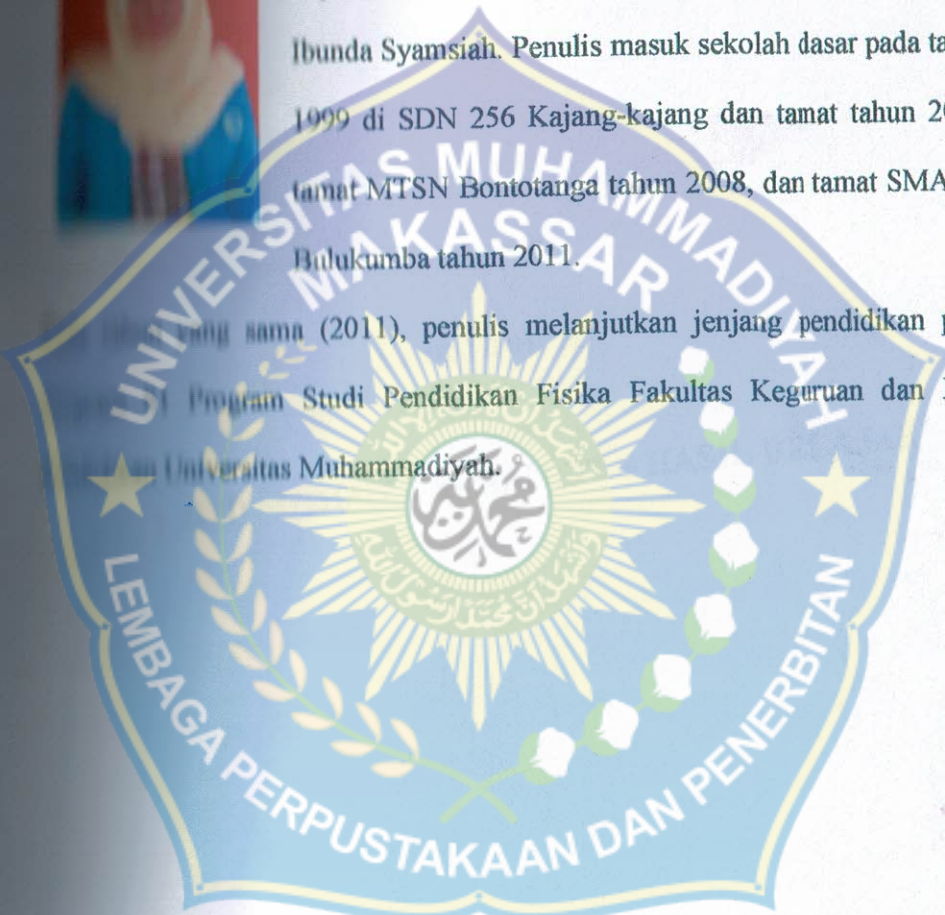 Ibunda Syamsiah. Penulis masuk sekolah dasar pada
1999 di SDN 256 Kajang-kajang dan tamat tahun
tamat MTSN Bontotanga tahun 2008, dan tamat SMA
Bulukumba tahun 2011.
yang sama (2011), penulis melanjutkan jenjang pendidikan
Program Studi Pendidikan Fisika Fakultas Keguruan dan
Universitas Muhammadiyah.
UNIVERSITAS MUHAMMADIYAH
MAKASSAR
LEMBAGA PERPUSTAKAAN DAN PENERBITAN